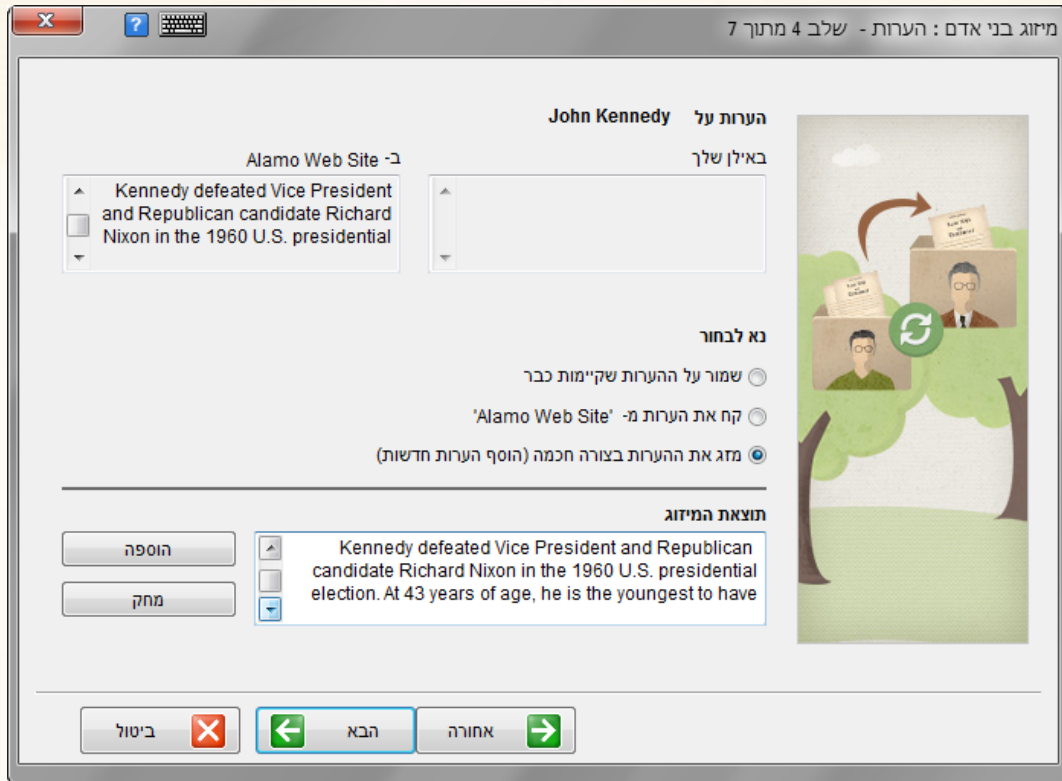 מיזוג בני אדם : הערות - שלב 4 מתוך 7
הערות על John Kennedy
באילן שלך
ב- Alamo Web Site
Kennedy defeated Vice President
and Republican candidate Richard
Nixon in the 1960 U.S. presidential
נא לבחור
שמור על ההערות שקיימות כבר
קח את הערות מ- 'Alamo Web Site'
מזג את ההערות בצורה חכמה (הוסף הערות חדשות)
תוצאת המיזוג
Kennedy defeated Vice President and Republican
candidate Richard Nixon in the 1960 U.S. presidential
election. At 43 years of age, he is the youngest to have
הוספה
מחק
אחורה
הבא
ביטול